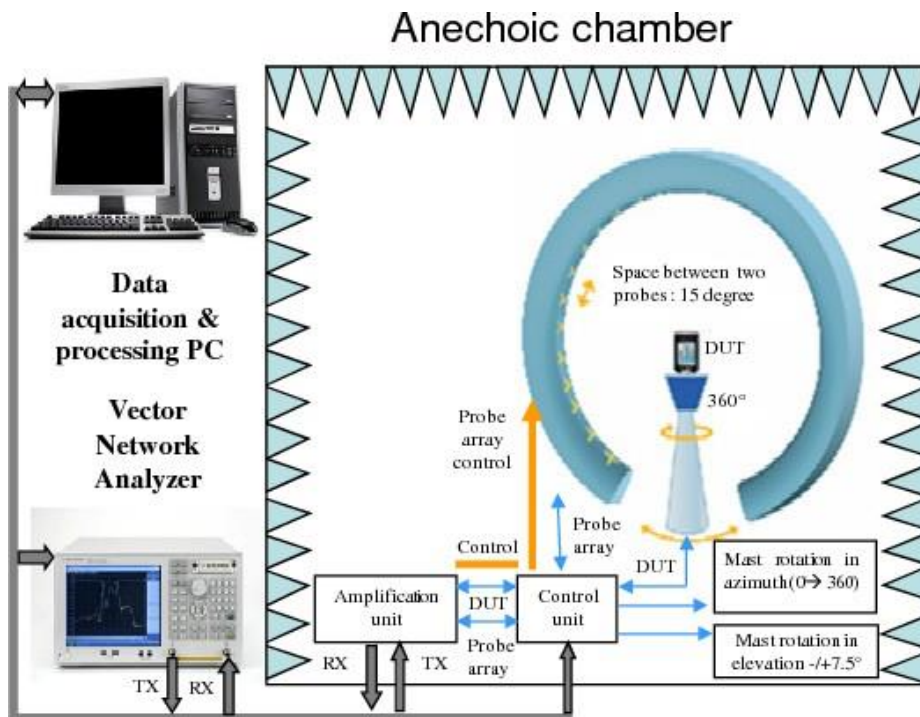 Anechoic chamber
Data
acquisition &
processing PC
Vector
Network
Analyzer
TX
RX
Space between two
probes : 15 degree
DUT
360°
Probe
array
control
Probe
array
Control
DUT
Amplification
unit
DUT
Probe
array
Control
unit
RX
TX
Mast rotation in
azimuth(0→ 360)
Mast rotation in
elevation -/+7.5°